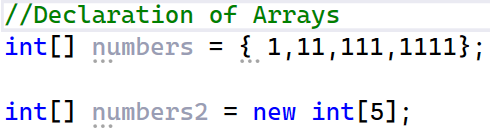 //Declaration of Arrays
int[] numbers = { 1,11,111,1111};
int[] numbers2 = new int[5];